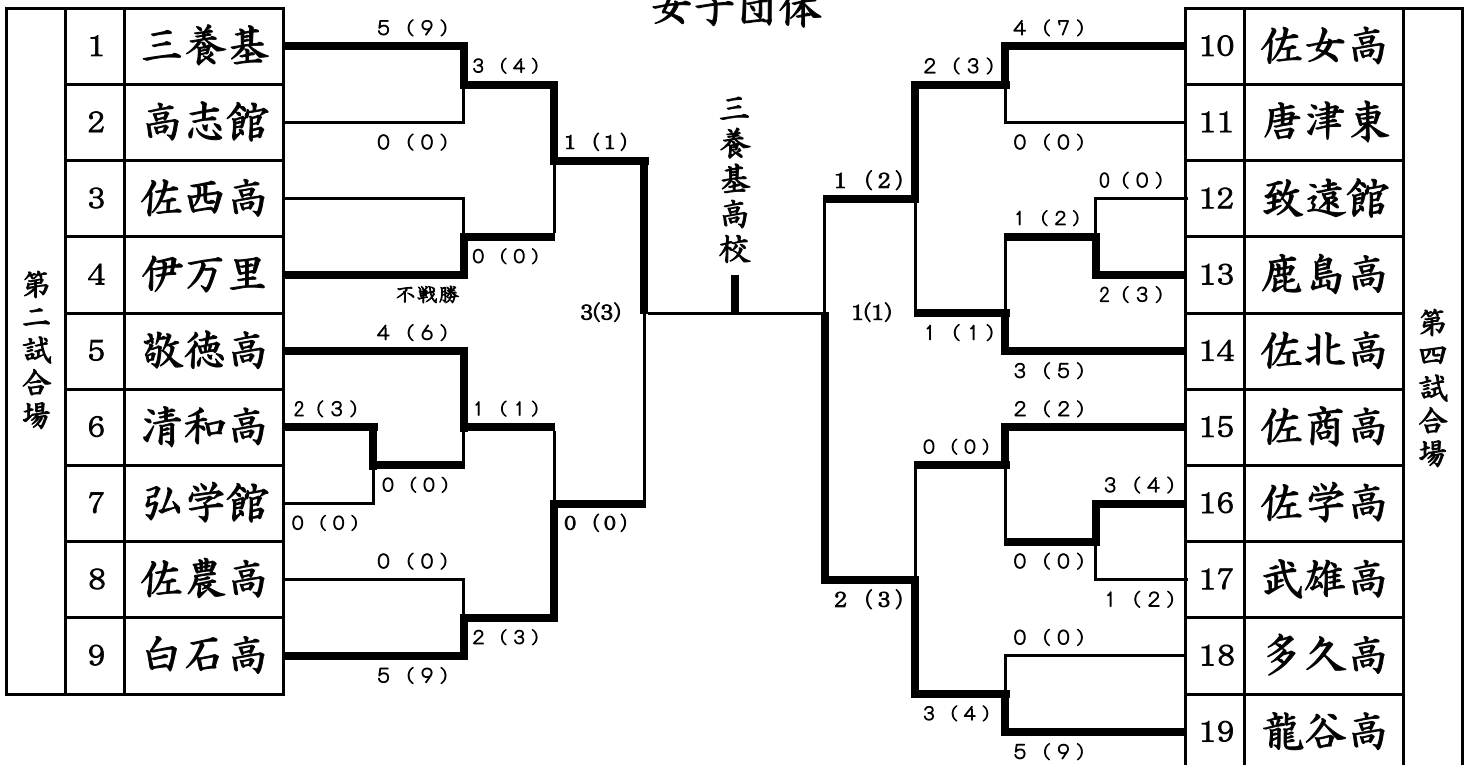 女子団体
第二試合場
1 三養基
2 高志館
3 佐西高
4 伊万里
5 敬徳高
6 清和高
7 弘学館
8 佐農高
9 白石高
5 (9)
0 (0)
不戦勝
4 (6)
2 (3)
0 (0)
0 (0)
0 (0)
5 (9)
3 (4)
0 (0)
1 (1)
2 (3)
1 (1)
0 (0)
3(3)
三養基高校
1(1)
1 (2)
2 (3)
2 (3)
1 (1)
0 (0)
3 (4)
4 (7)
0 (0)
1 (2)
0 (0)
2 (3)
3 (5)
2 (2)
3 (4)
0 (0)
1 (2)
0 (0)
5 (9)
10 佐女高
11 唐津東
12 致遠館
13 鹿島高
14 佐北高
15 佐商高
16 佐学高
17 武雄高
18 多久高
19 龍谷高
第四試合場